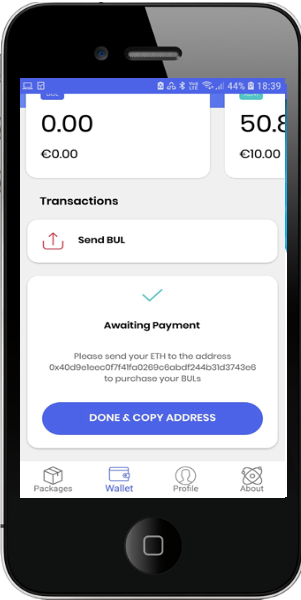 44% 18:39
0.00
50.8
€0.00
€10.00
Transactions
Send BUL
Awaiting Payment
Please send your ETH to the address
0x40d9e1eec0f7f41fa0269c6abdf244b31d3743e6
to purchase your BULs
DONE & COPY ADDRESS
Packages
Wallet
Profile
About